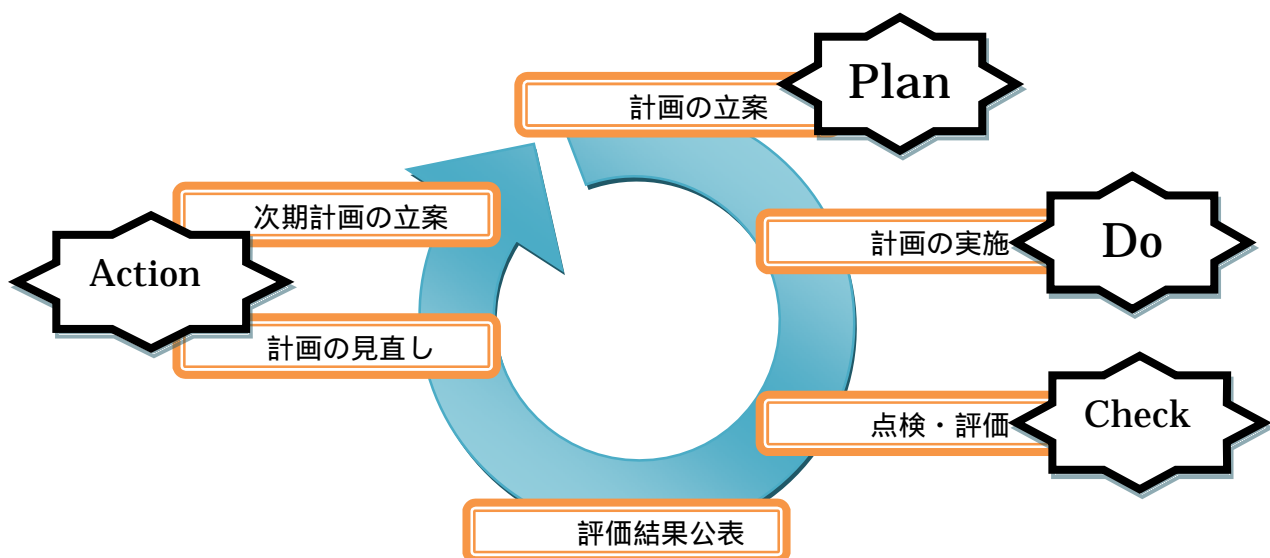 計画の立案
Plan
計画の実施
Do
点検・評価
Check
評価結果公表
計画の見直し
Action
次期計画の立案